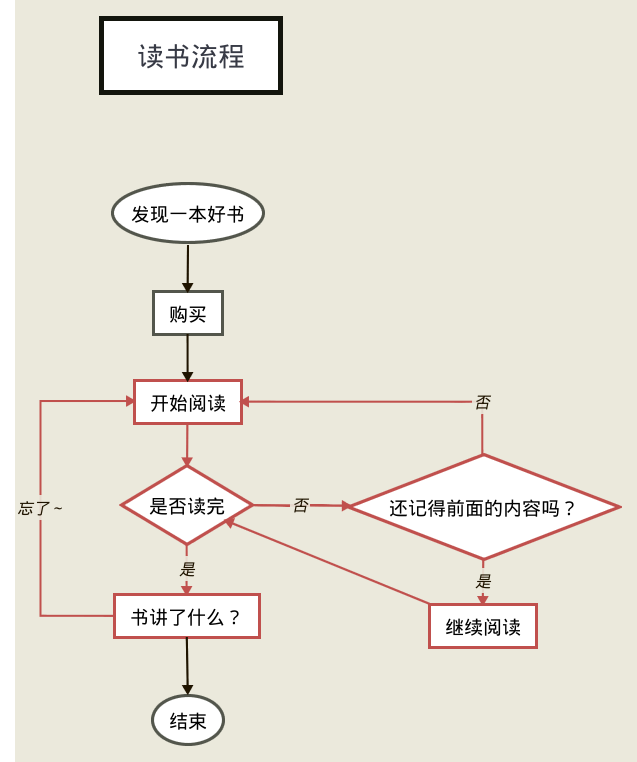 读书流程
发现一本好书
购买
开始阅读
否
是否读完
否
还记得前面的内容吗？
忘了~
是
是
书讲了什么？
继续阅读
结束